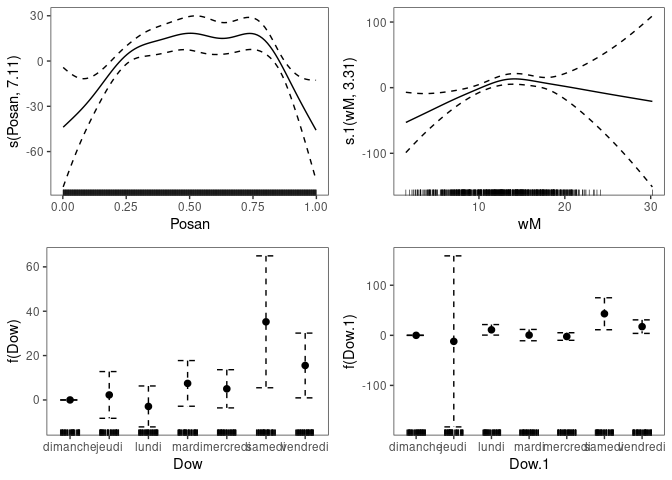 30
0
-30
-60
s(Posan, 7.11)
0.00 0.25 0.50 0.75 1.00
Posan
100
0
-100
s.1(wM, 3.31)
10 20 30
wM
60
40
20
0
f(Dow)
dimanche jeudi lundi mardi mercredi samedi vendredi
Dow
100
0
-100
f(Dow.1)
dimanche jeudi lundi mardi mercredi samedi vendredi
Dow.1